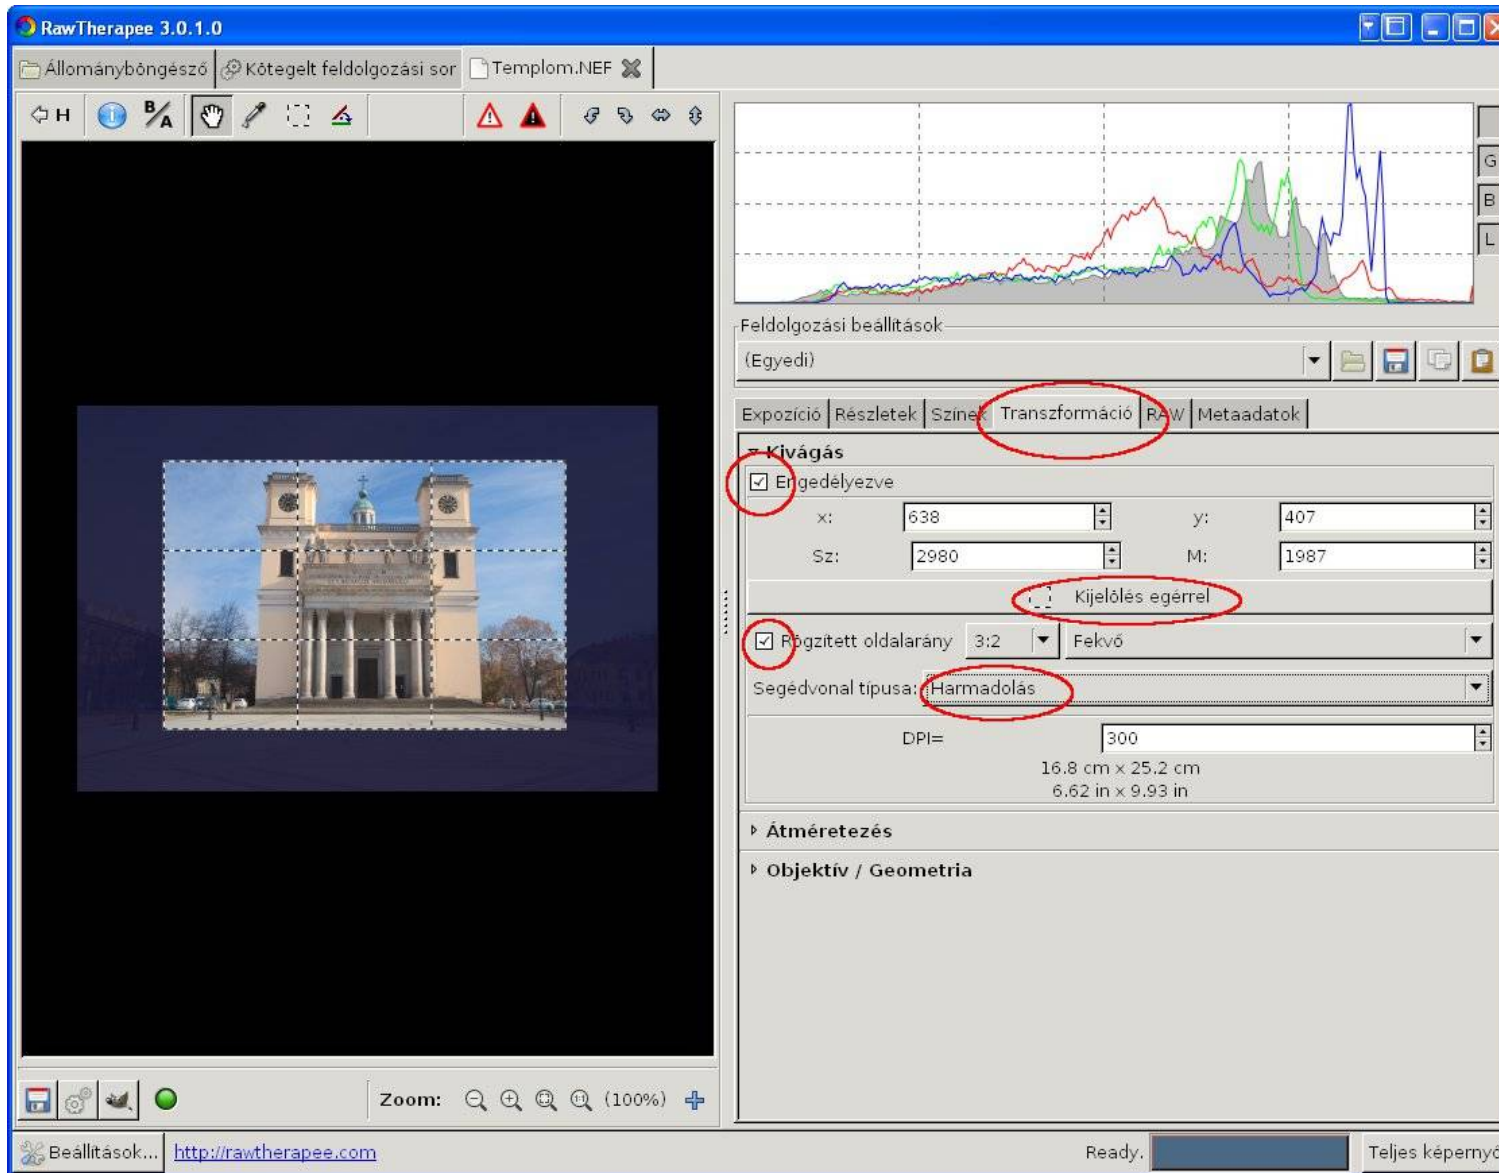 RawTherapee 3.0.1.0
Állományböngésző Kötegelt feldolgozási sor Templom.NEF
H B/A
G
B
L
Feldolgozási beállítások
(Egyedi)
Expozíció Részletek Színek Transzformáció RAW Metaadatok
Kivágás
Engedélyezve
x: 638 y: 407
Sz: 2980 M: 1987
Kijelölés egérrel
Rögzített oldalarány 3:2 Fekvő
Segédvonal típusa: Harmadolás
DPI= 300
16.8 cm x 25.2 cm
6.62 in x 9.93 in
Átméretezés
Objektív / Geometria
Zoom: (100%)
Beállítások... http://rawtherapee.com Ready. Teljes képernyő